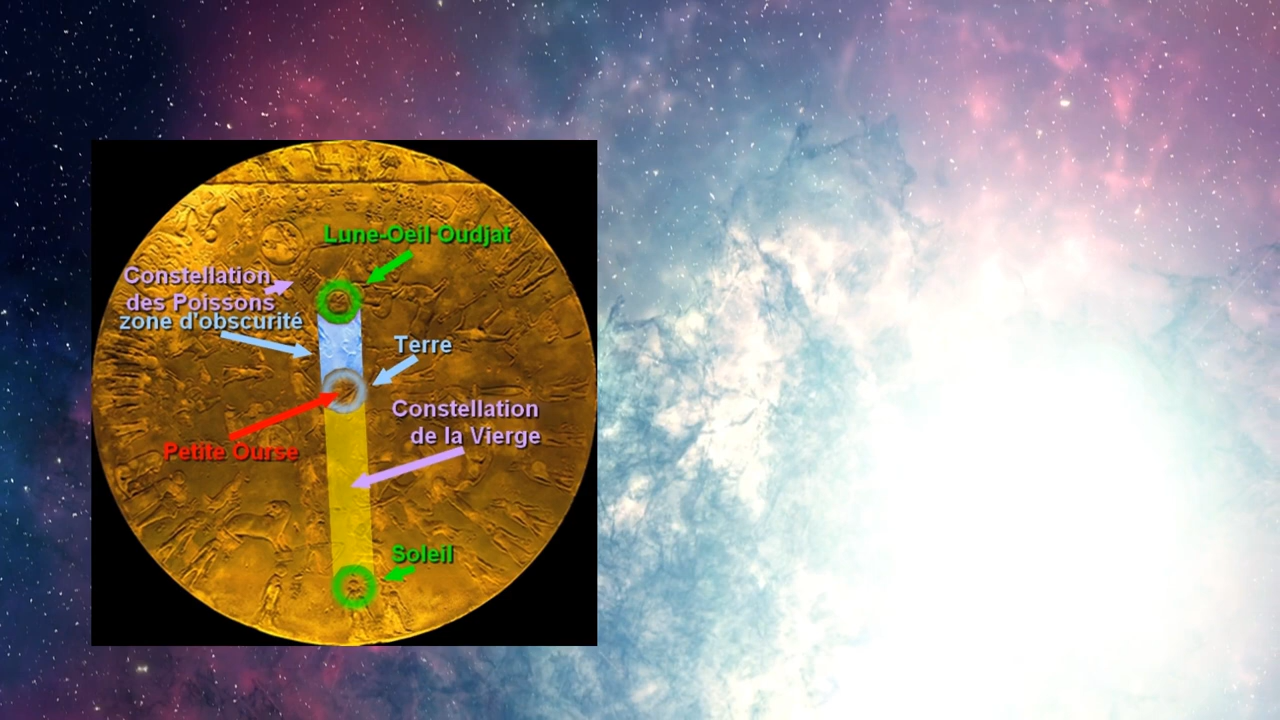 Lune-Oeil Oudjat
Constellation
des Poissons
zone d'obscurité
Terre
Constellation
de la Vierge
Petite Ourse
Soleil